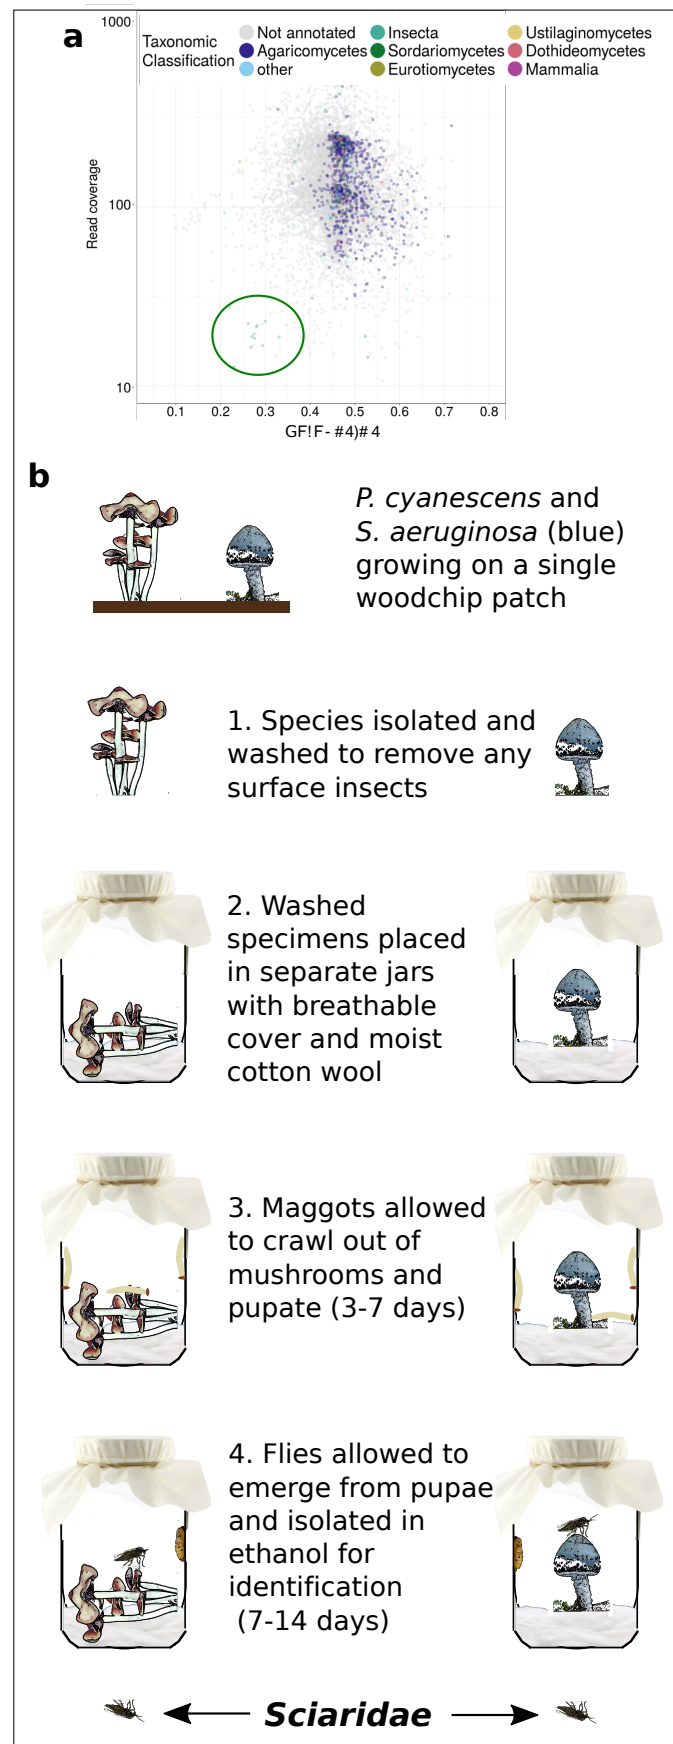 a
Taxonomic
Classification
Not annotated
Insecta
Ustilaginomycetes
Agaricomycetes
Sordariomycetes
Dothideomycetes
other
Eurotiomycetes
Mammalia
Read coverage
1000
100
10
0.1 0.2 0.3 0.4 0.5 0.6 0.7 0.8
GF!F- #4)# 4
b
P. cyanescens and
S. aeruginosa (blue)
growing on a single
woodchip patch
1. Species isolated and
washed to remove any
surface insects
2. Washed
specimens placed
in separate jars
with breathable
cover and moist
cotton wool
3. Maggots allowed
to crawl out of
mushrooms and
pupate (3-7 days)
4. Flies allowed to
emerge from pupae
and isolated in
ethanol for
identification
(7-14 days)
Sciaridae